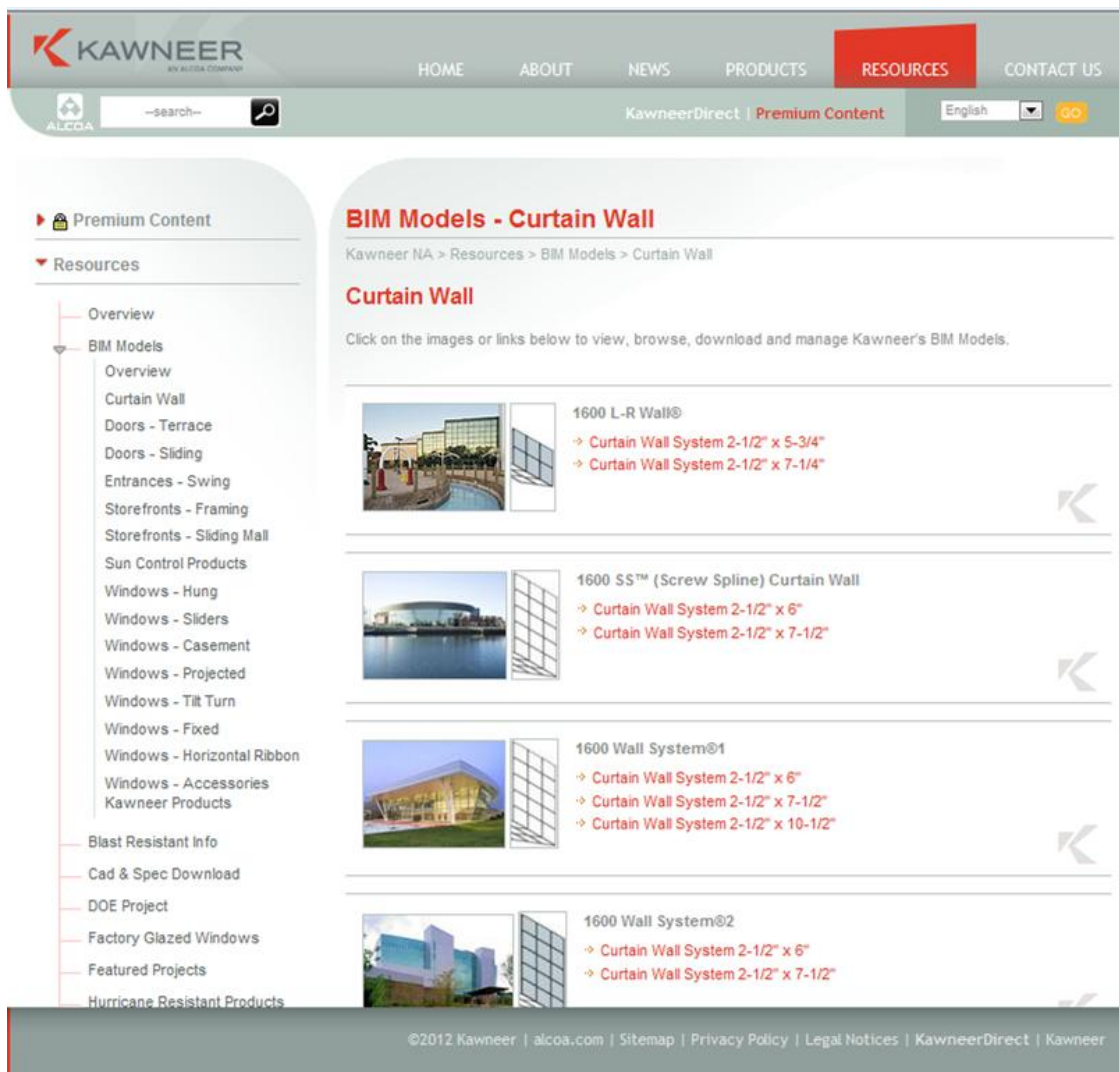 KAWNEER
AN ALCOA COMPANY
HOME ABOUT NEWS PRODUCTS RESOURCES CONTACT US
ALCOA
--search--
KawneerDirect | Premium Content
English
GO
Premium Content
Resources
Overview
BIM Models
Overview
Curtain Wall
Doors - Terrace
Doors - Sliding
Entrances - Swing
Storefronts - Framing
Storefronts - Sliding Mall
Sun Control Products
Windows - Hung
Windows - Sliders
Windows - Casement
Windows - Projected
Windows - Tilt Turn
Windows - Fixed
Windows - Horizontal Ribbon
Windows - Accessories
Kawneer Products
Blast Resistant Info
Cad & Spec Download
DOE Project
Factory Glazed Windows
Featured Projects
Hurricane Resistant Products
BIM Models - Curtain Wall
Kawneer NA > Resources > BIM Models > Curtain Wall
Curtain Wall
Click on the images or links below to view, browse, download and manage Kawneer's BIM Models.
1600 L-R Wall®
Curtain Wall System 2-1/2" x 5-3/4"
Curtain Wall System 2-1/2" x 7-1/4"
1600 SS™ (Screw Spline) Curtain Wall
Curtain Wall System 2-1/2" x 6"
Curtain Wall System 2-1/2" x 7-1/2"
1600 Wall System®1
Curtain Wall System 2-1/2" x 6"
Curtain Wall System 2-1/2" x 7-1/2"
Curtain Wall System 2-1/2" x 10-1/2"
1600 Wall System®2
Curtain Wall System 2-1/2" x 6"
Curtain Wall System 2-1/2" x 7-1/2"
©2012 Kawneer | alcoa.com | Sitemap | Privacy Policy | Legal Notices | KawneerDirect | Kawneer